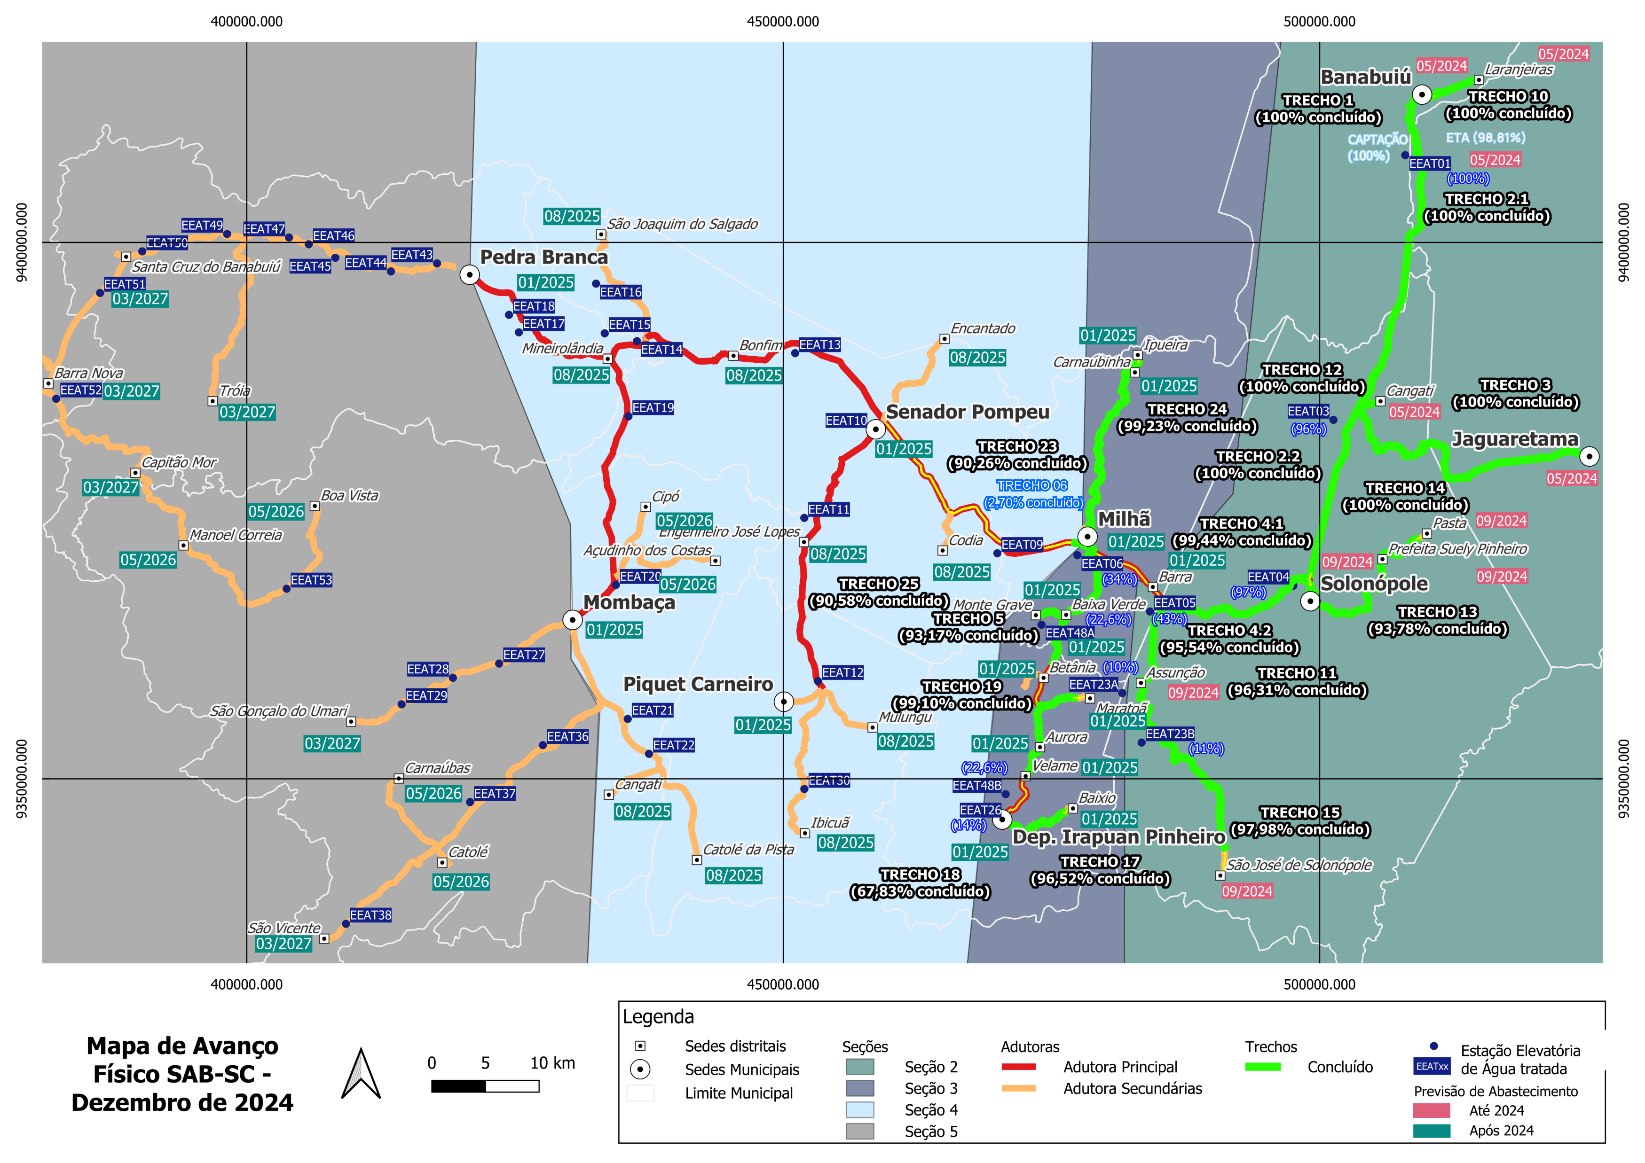 400000.000
450000.000
500000.000
9400000.000
9350000.000
9400000.000
9350000.000
05/2024
05/2024
Laranjeiras
Banabuiú
TRECHO 1
(100% concluído)
TRECHO 10
(100% concluído)
CAPTAÇÃO
(100%)
ETA (98,81%)
05/2024
EEAT01
(100%)
TRECHO 2.1
(100% concluído)
08/2025
São Joaquim do Salgado
EEAT49
EEAT47
EEAT46
EEAT50
EEAT45
EEAT44
EEAT43
Santa Cruz do Banabuiú
Pedra Branca
01/2025
EEAT51
03/2027
EEAT16
EEAT18
EEAT17
EEAT15
EEAT14
Mineirolândia
08/2025
Bonfim
08/2025
EEAT13
Encantado
08/2025
01/2025
Ipueira
Carnaúbinha
01/2025
Barra Nova
EEAT52
03/2027
Tróia
03/2027
EEAT19
EEAT10
Senador Pompeu
01/2025
TRECHO 12
(100% concluído)
TRECHO 3
(100% concluído)
Cangati
05/2024
EEAT03
(96%)
TRECHO 24
(99,23% concluído)
TRECHO 23
(90,26% concluído)
TRECHO 06
(2,70% concluído)
TRECHO 2.2
(100% concluído)
Jaguaretama
05/2024
TRECHO 14
(100% concluído)
Capitão Mor
03/2027
Boa Vista
05/2026
Manoel Correia
05/2026
EEAT53
Cipó
05/2026
Engenheiro José Lopes
08/2025
Açudinho dos Costas
05/2026
EEAT20
EEAT11
EEAT09
Codia
08/2025
Milhã
01/2025
EEAT06
(34%)
TRECHO 4.1
(99,44% concluído)
01/2025
Barra
EEAT04
(97%)
Pasta
09/2024
Prefeita Suely Pinheiro
09/2024
09/2024
Solonópole
TRECHO 13
(93,78% concluído)
Mombaça
01/2025
TRECHO 25
(90,58% concluído)
TRECHO 5
(93,17% concluído)
01/2025
Monte Grave
Baixa Verde
(22,6%)
EEAT48A
01/2025
EEAT05
(43%)
TRECHO 4.2
(95,54% concluído)
TRECHO 11
(96,31% concluído)
EEAT28
EEAT27
EEAT29
São Gonçalo do Umari
03/2027
EEAT12
Piquet Carneiro
01/2025
Mulungu
08/2025
01/2025
Betânia
(10%)
EEAT23A
Assunção
09/2024
TRECHO 19
(99,10% concluído)
Maratoã
01/2025
EEAT21
EEAT22
EEAT36
EEAT23B
(11%)
01/2025
Aurora
Velame
01/2025
(22,6%)
EEAT48B
EEAT26
(14%)
Baixio
01/2025
Carnaúbas
05/2026
EEAT37
Cangati
08/2025
EEAT30
Ibicuã
08/2025
Dep. Irapuan Pinheiro
01/2025
TRECHO 15
(97,98% concluído)
Catolé
05/2026
Catolé da Pista
08/2025
TRECHO 18
(67,83% concluído)
TRECHO 17
(96,52% concluído)
São José de Solonópole
09/2024
EEAT38
São Vicente
03/2027
400000.000
450000.000
500000.000
Mapa de Avanço
Físico SAB-SC -
Dezembro de 2024
0 5 10 km
Legenda
Sedes distritais
Sedes Municipais
Limite Municipal
Seções
Seção 2
Seção 3
Seção 4
Seção 5
Adutoras
Adutora Principal
Adutora Secundárias
Trechos
Concluído
EEATxx
Estação Elevatória
de Água tratada
Previsão de Abastecimento
Até 2024
Após 2024